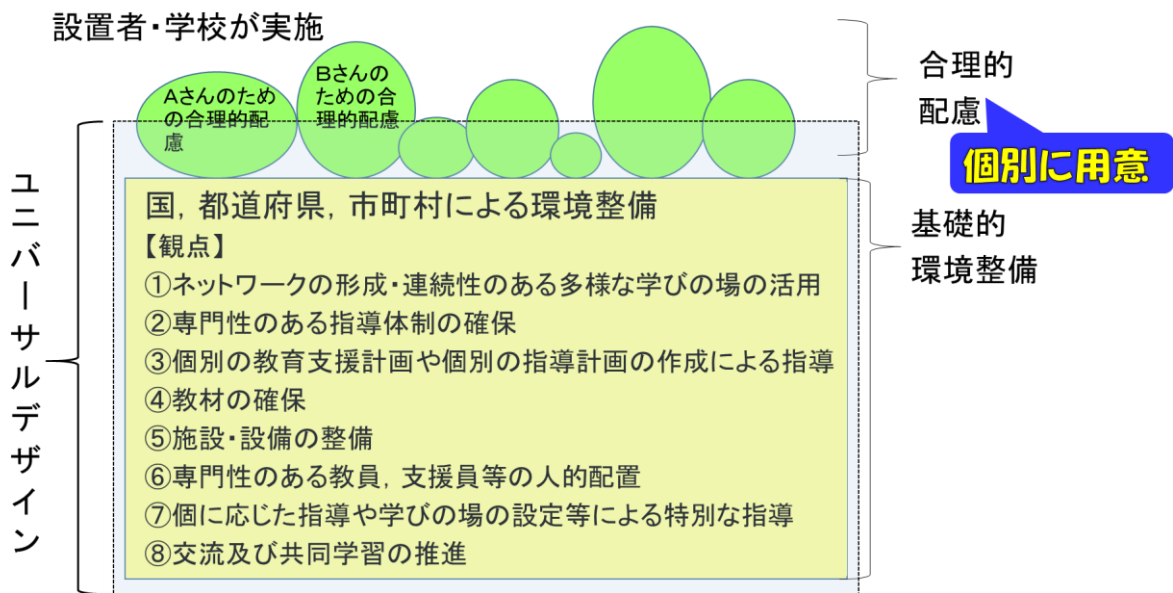 設置者・学校が実施
Aさんのため
の合理的配
慮
Bさんの
ための合
理的配慮
合理的
配慮
個別に用意
ユニバーサルデザイン
国，都道府県，市町村による環境整備
【観点】
①ネットワークの形成・連続性のある多様な学びの場の活用
②専門性のある指導体制の確保
③個別の教育支援計画や個別の指導計画の作成による指導
④教材の確保
⑤施設・設備の整備
⑥専門性のある教員，支援員等の人的配置
⑦個に応じた指導や学びの場の設定等による特別な指導
⑧交流及び共同学習の推進
基礎的
環境整備